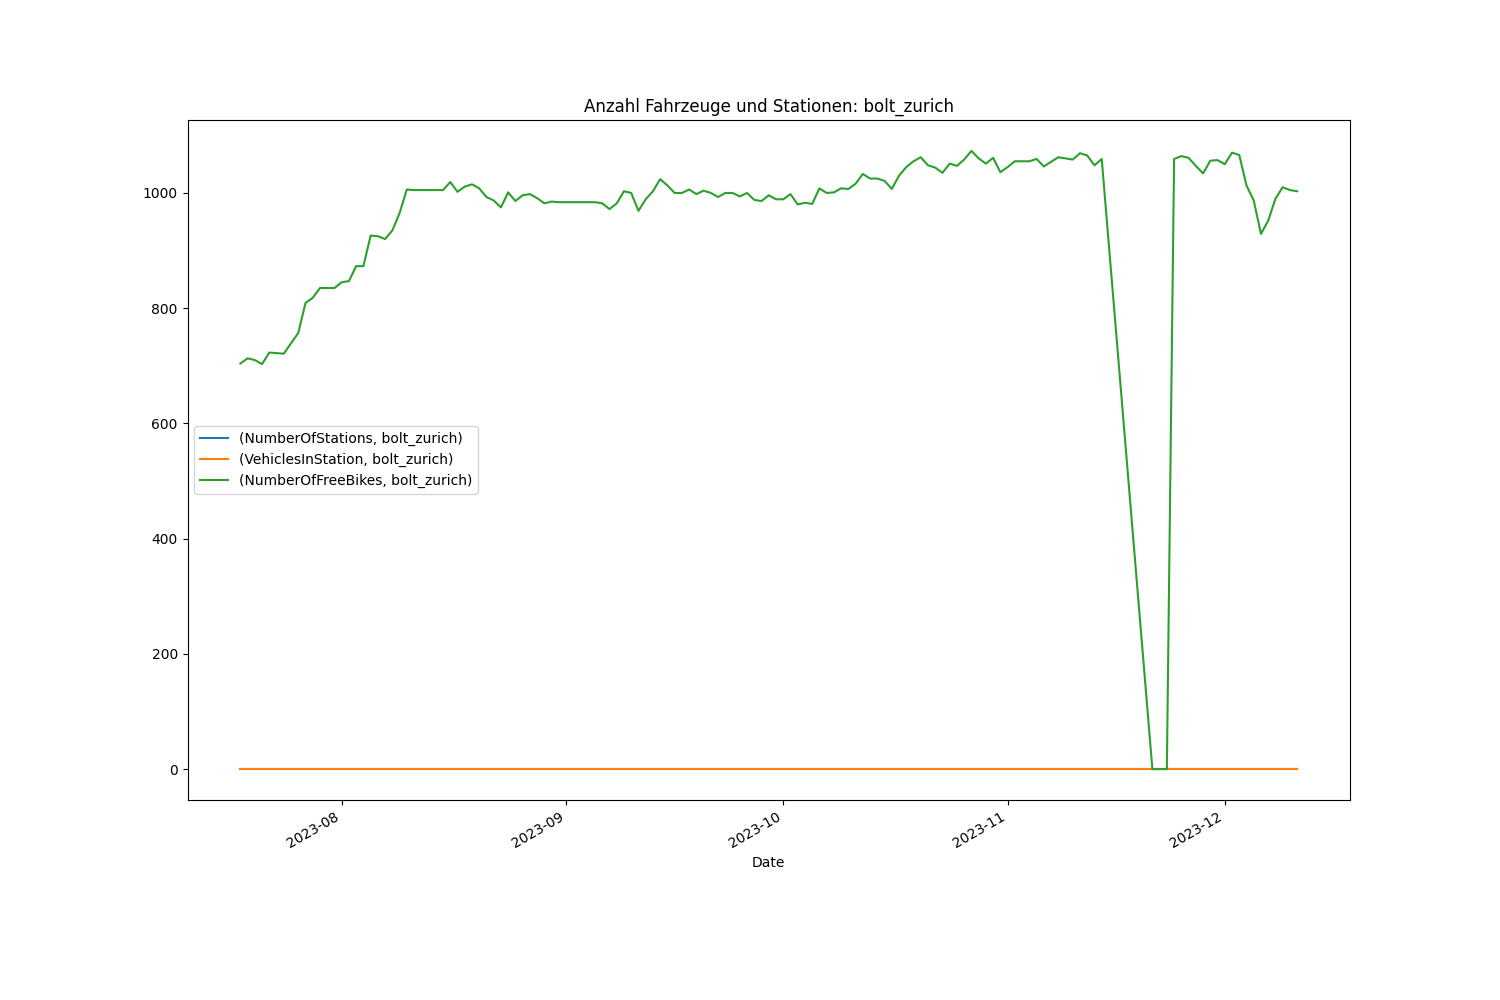 Anzahl Fahrzeuge und Stationen: bolt_zurich
1000
800
600
400
200
0
(NumberOfStations, bolt_zurich)
(VehiclesInStation, bolt_zurich)
(NumberOfFreeBikes, bolt_zurich)
2023-08
2023-09
2023-10
2023-11
2023-12
Date